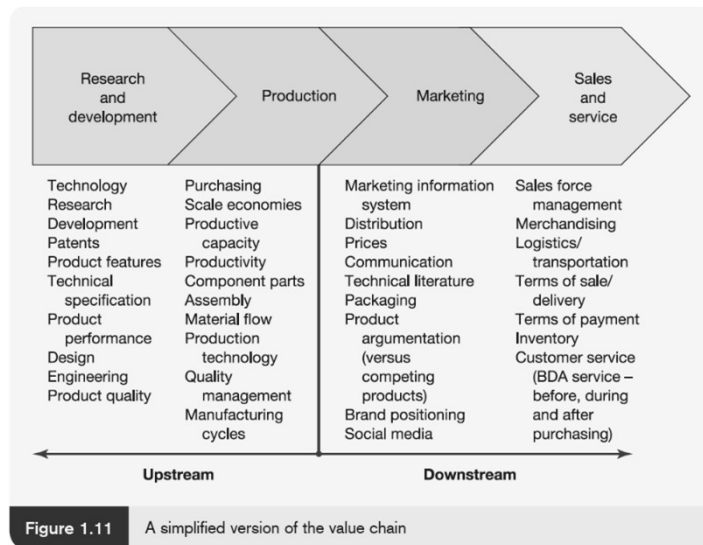 Research
and
development
Production
Marketing
Sales
and
service
Technology
Research
Development
Patents
Product features
Technical
specification
Product
performance
Design
Engineering
Product quality
Purchasing
Scale economies
Productive
capacity
Productivity
Component parts
Assembly
Material flow
Production
technology
Quality
management
Manufacturing
cycles
Marketing information
system
Distribution
Prices
Communication
Technical literature
Packaging
Product
argumentation
(versus
competing
products)
Brand positioning
Social media
Sales force
management
Merchandising
Logistics/
transportation
Terms of sale/
delivery
Terms of payment
Inventory
Customer service
(BDA service –
before, during
and after
purchasing)
Upstream
Downstream
Figure 1.11 A simplified version of the value chain